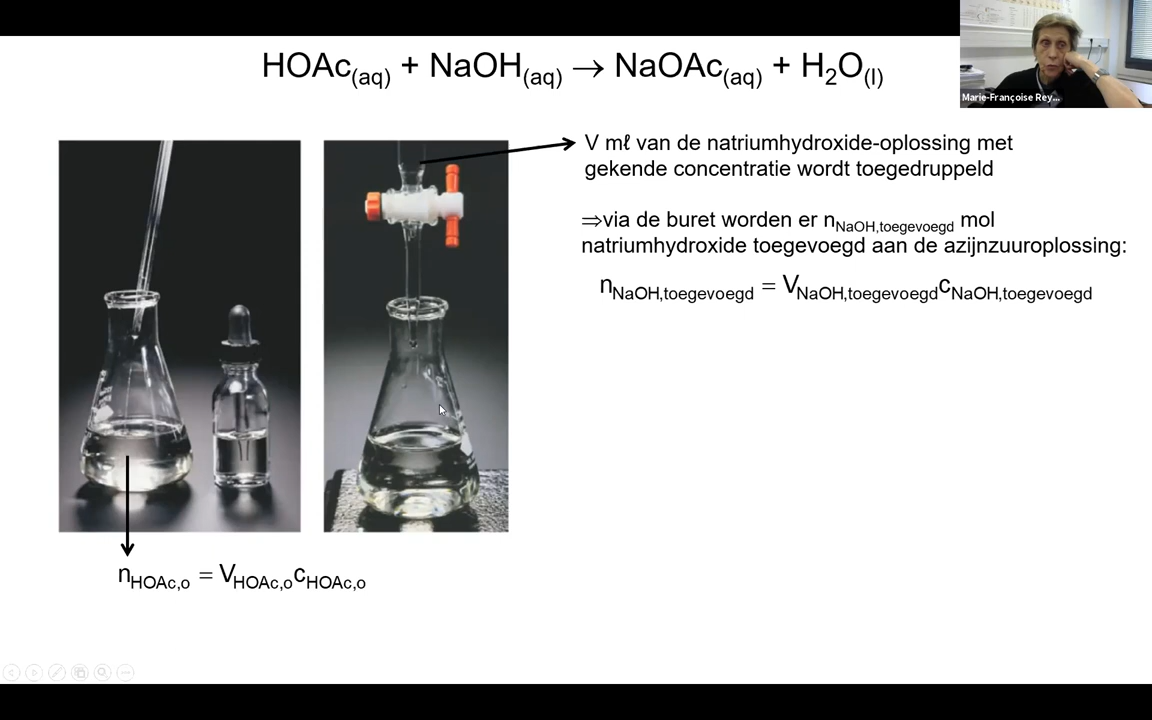 HOAc(aq) + NaOH(aq) → NaOAc(aq) + H2O(l)
Marie-Françoise Rey...
V mℓ van de natriumhydroxide-oplossing met
gekende concentratie wordt toegedruppeld
⇒via de buret worden er nNaOH,toegevoegd mol
natriumhydroxide toegevoegd aan de azijnzuuroplossing:
nNaOH,toegevoegd = VNaOH,toegevoegdcNaOH,toegevoegd
nHOAc,o = VHOAc,ocHOAc,o